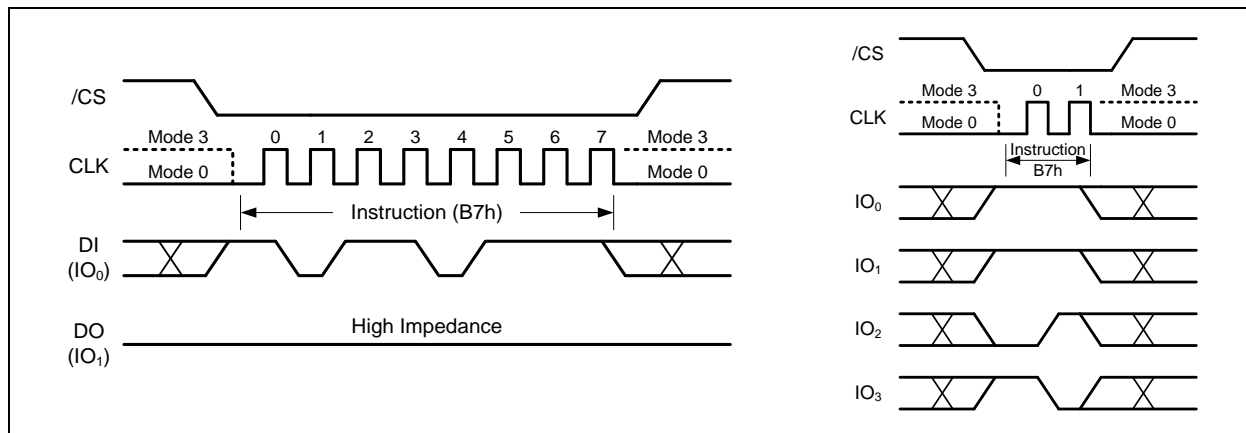 /CS
Mode 3 0 1 2 3 4 5 6 7 Mode 3
CLK Mode 0 Mode 0
Instruction (B7h)
DI
(IO₀)
High Impedance
DO
(IO₁)
/CS
Mode 3 0 1 Mode 3
CLK Mode 0 Mode 0
Instruction
B7h
IO₀
IO₁
IO₂
IO₃